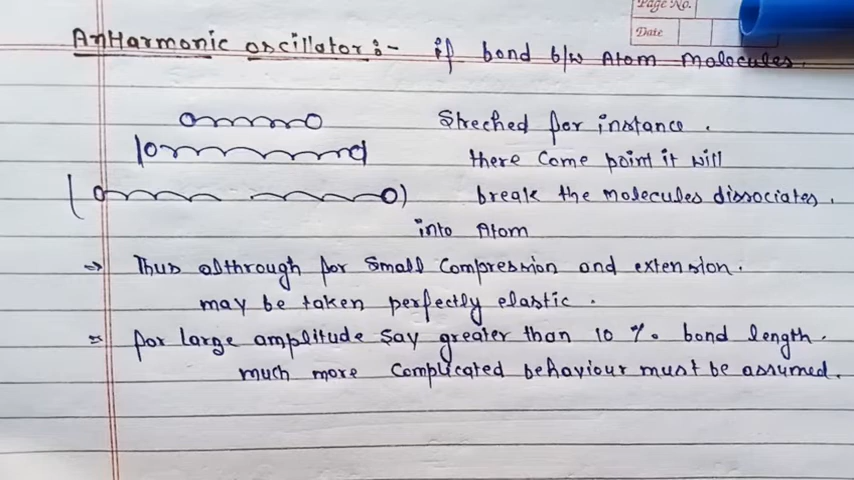 Page No.
Date
AnHarmonic oscillator :- if bond b/w Atom molecules.
Streched for instance.
there come point it will
break the molecules dissociates.
into Atom
⇒ Thus althrough for small compression and extension.
may be taken perfectly elastic.
= for large amplitude say greater than 10 % bond length.
much more complicated behaviour must be assumed.